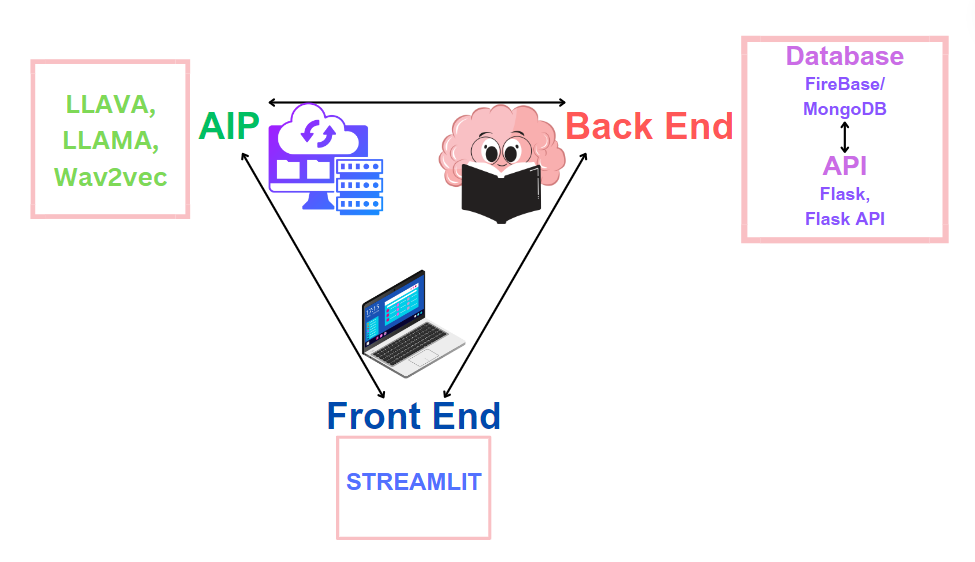 LLAVA,
LLAMA,
Wav2vec
AIP
Back End
Database
FireBase/
MongoDB
API
Flask,
Flask API
Front End
STREAMLIT